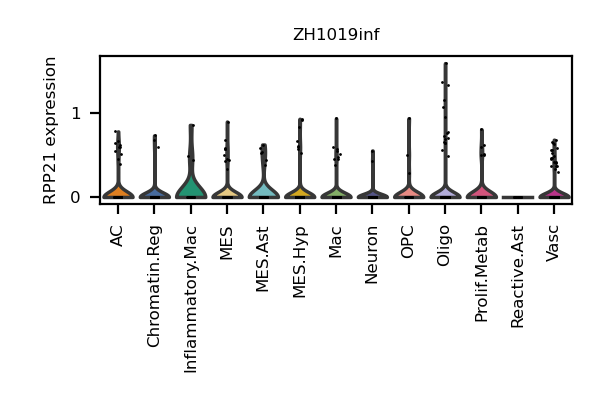 ZH1019inf
RPP21 expression
1
0
AC
Chromatin.Reg
Inflammatory.Mac
MES
MES.Ast
MES.Hyp
Mac
Neuron
OPC
Oligo
Prolif.Metab
Reactive.Ast
Vasc